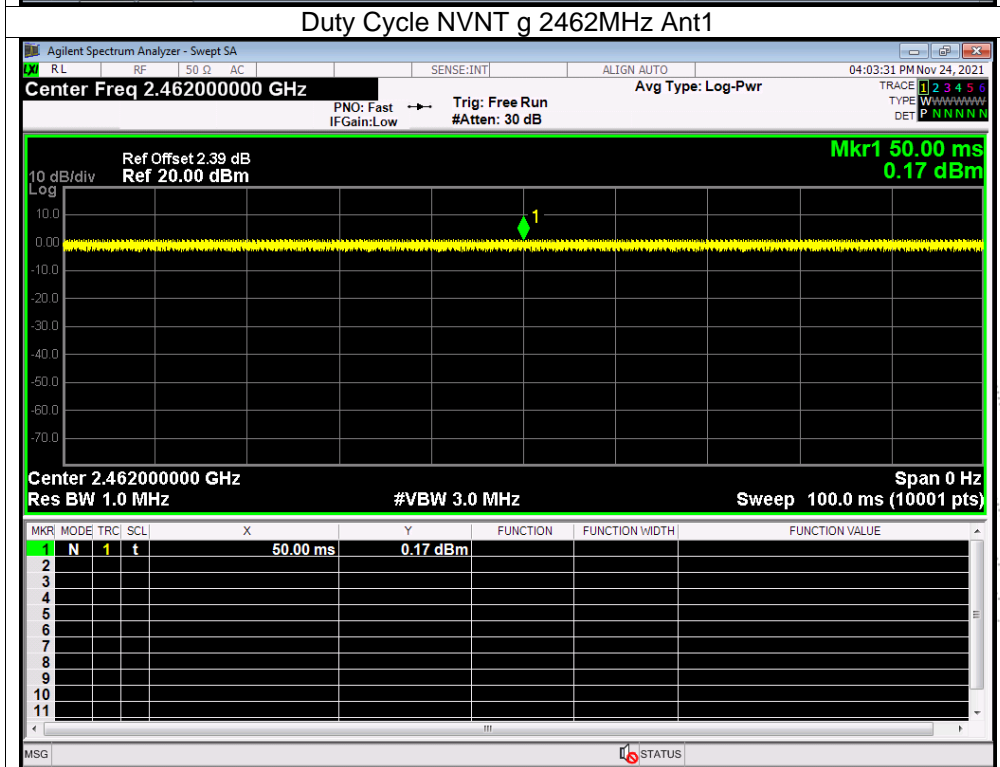 Duty Cycle NVNT g 2462MHz Ant1
Agilent Spectrum Analyzer - Swept SA
LXI RL RF 50 Ω AC SENSE:INT ALIGN AUTO 04:03:31 PM Nov 24, 2021
Center Freq 2.462000000 GHz Avg Type: Log-Pwr TRACE 1 2 3 4 5 6
PNO: Fast Trig: Free Run TYPE WWWWWW
IFGain:Low #Atten: 30 dB DET P N N N N N
Mkr1 50.00 ms
Ref Offset 2.39 dB
10 dB/div Ref 20.00 dBm 0.17 dBm
Log
10.0
1
0.00
-10.0
-20.0
-30.0
-40.0
-50.0
-60.0
-70.0
Center 2.462000000 GHz Span 0 Hz
Res BW 1.0 MHz #VBW 3.0 MHz Sweep 100.0 ms (10001 pts)
MKR MODE TRC SCL X Y FUNCTION FUNCTION WIDTH FUNCTION VALUE
1 N 1 t 50.00 ms 0.17 dBm
2
3
4
5
6
7
8
9
10
11
MSG STATUS